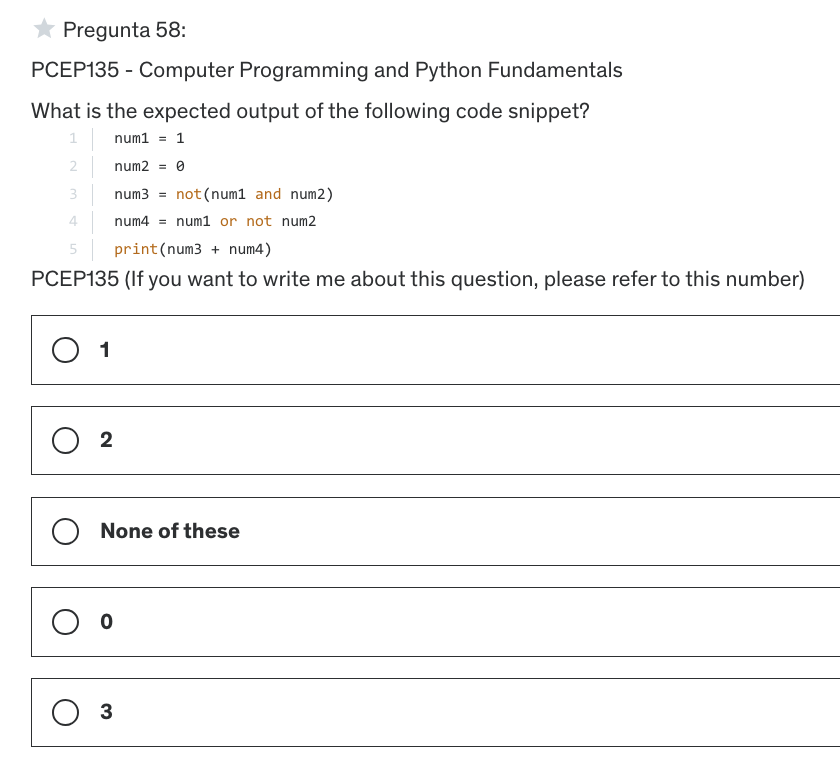 Pregunta 58:
PCEP135 - Computer Programming and Python Fundamentals
What is the expected output of the following code snippet?
1 num1 = 1
2 num2 = 0
3 num3 = not(num1 and num2)
4 num4 = num1 or not num2
5 print(num3 + num4)
PCEP135 (If you want to write me about this question, please refer to this number)
1
2
None of these
0
3